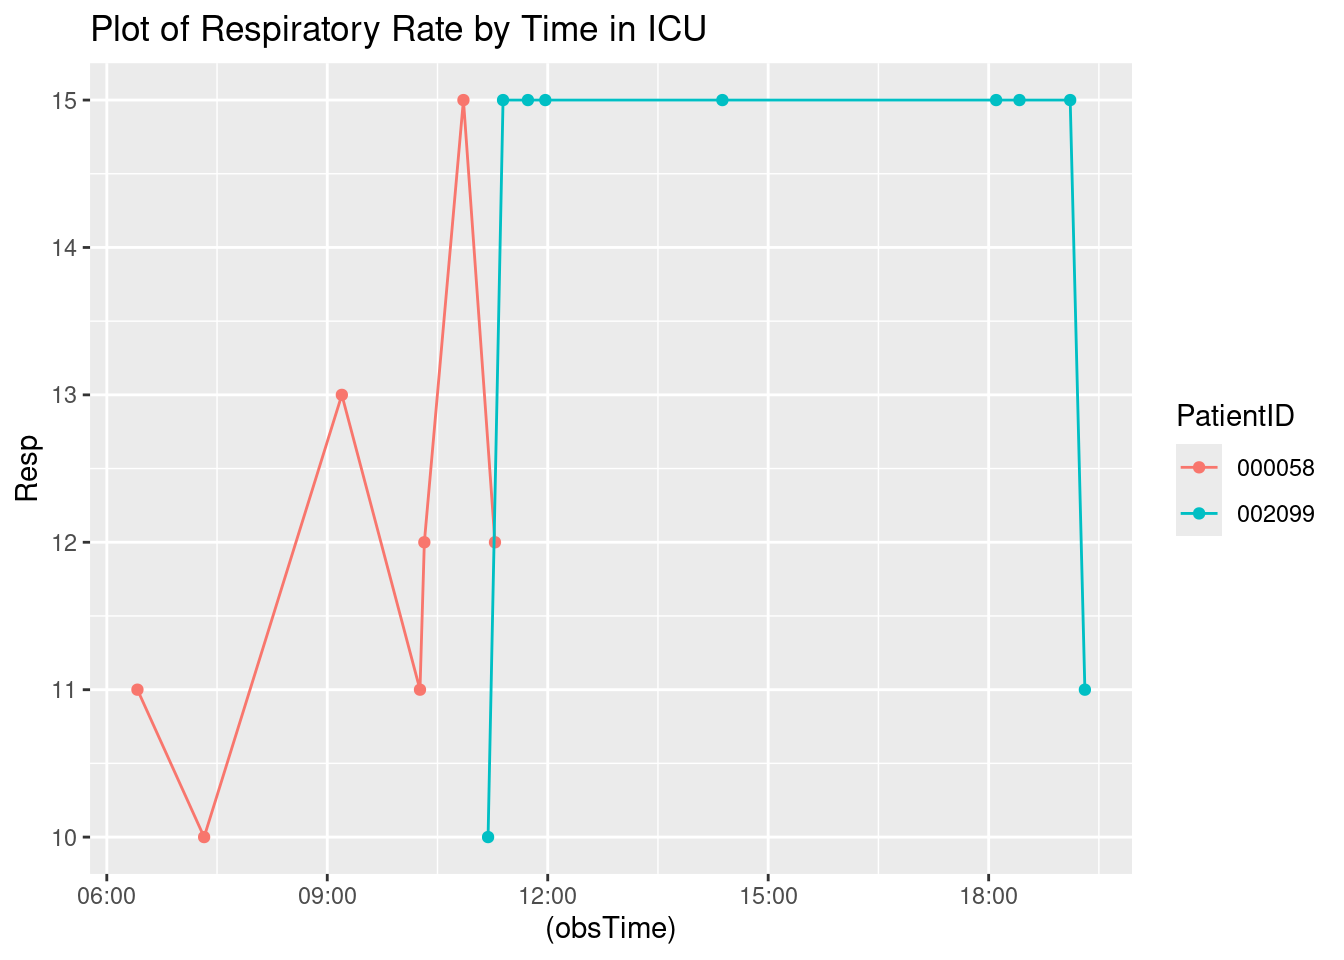 Plot of Respiratory Rate by Time in ICU
15
14
13
12
11
10
Resp
06:00 09:00 12:00 15:00 18:00
(obsTime)
PatientID
000058
002099